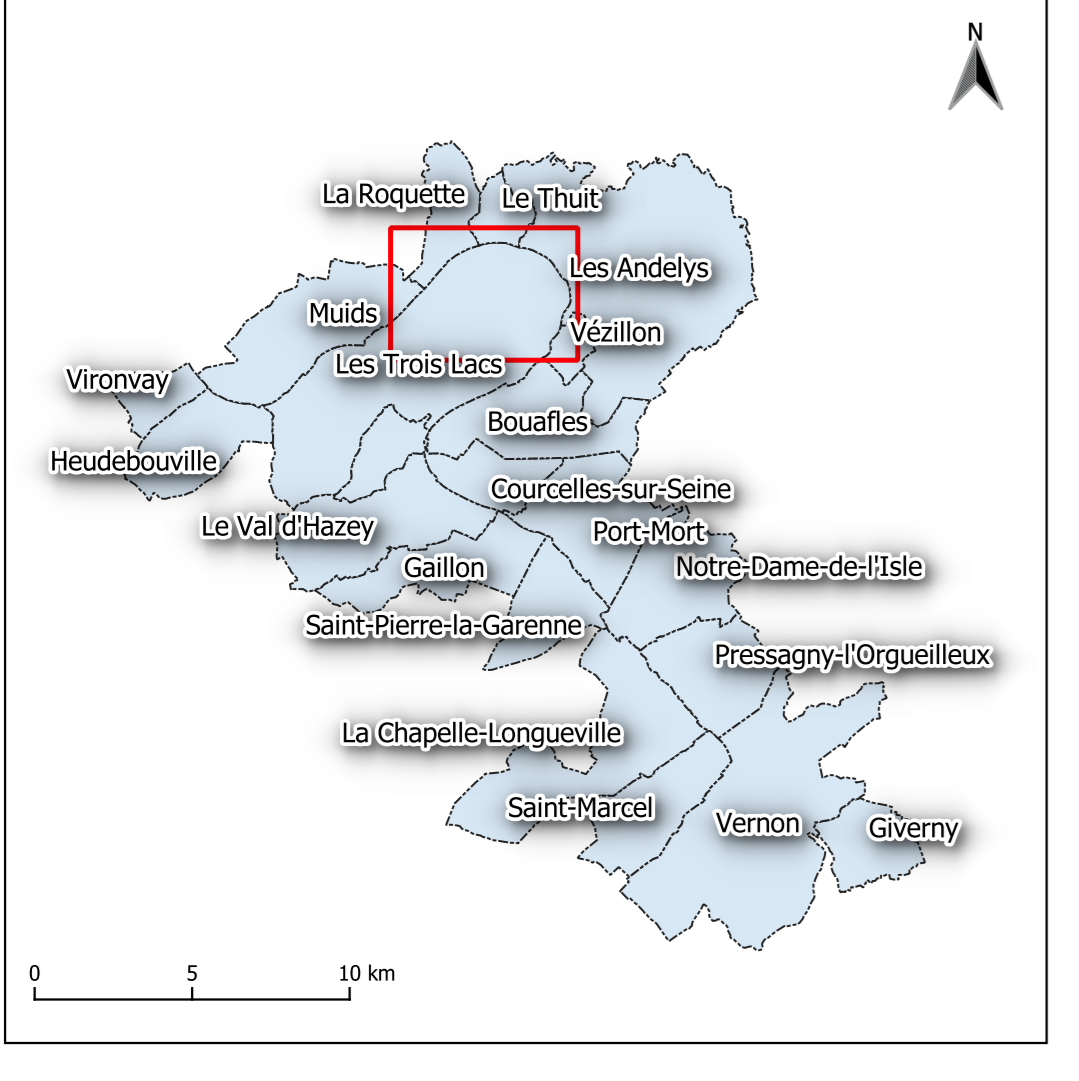 N
La Roquette
Le Thuit
Les Andelys
Muids
Vézillon
Les Trois Lacs
Vironvay
Bouafles
Heudebouville
Courcelles-sur-Seine
Le Val d'Hazey
Port-Mort
Gaillon
Notre-Dame-de-l'Isle
Saint-Pierre-la-Garenne
Pressagny-l'Orgueilleux
La Chapelle-Longueville
Saint-Marcel
Vernon
Giverny
0 5 10 km